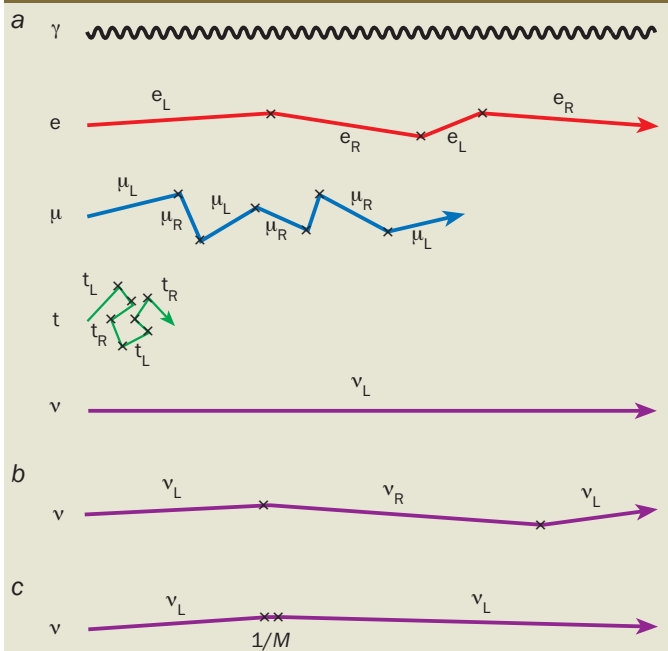 a γ
e e_L e_R e_L e_R
μ μ_L μ_R μ_L μ_R μ_R μ_L
t t_L t_R t_R t_L
ν ν_L
b ν ν_L ν_R ν_L
c ν ν_L ν_L
1/M